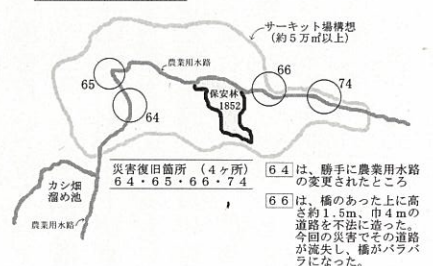 サーキット場構想
(約5万㎡以上)
農業用水路
65
66
74
保安林
1852
64
災害復旧箇所 (4ヶ所)
64・65・66・74
カシ畑
溜め池
農業用水路
64は、勝手に農業用水路
の変更されたところ
66は、橋のあった上に高
さ約1.5m、巾4mの
道路を不法に造った。
今回の災害でその道路
が流失し、橋がバラバ
ラになった。